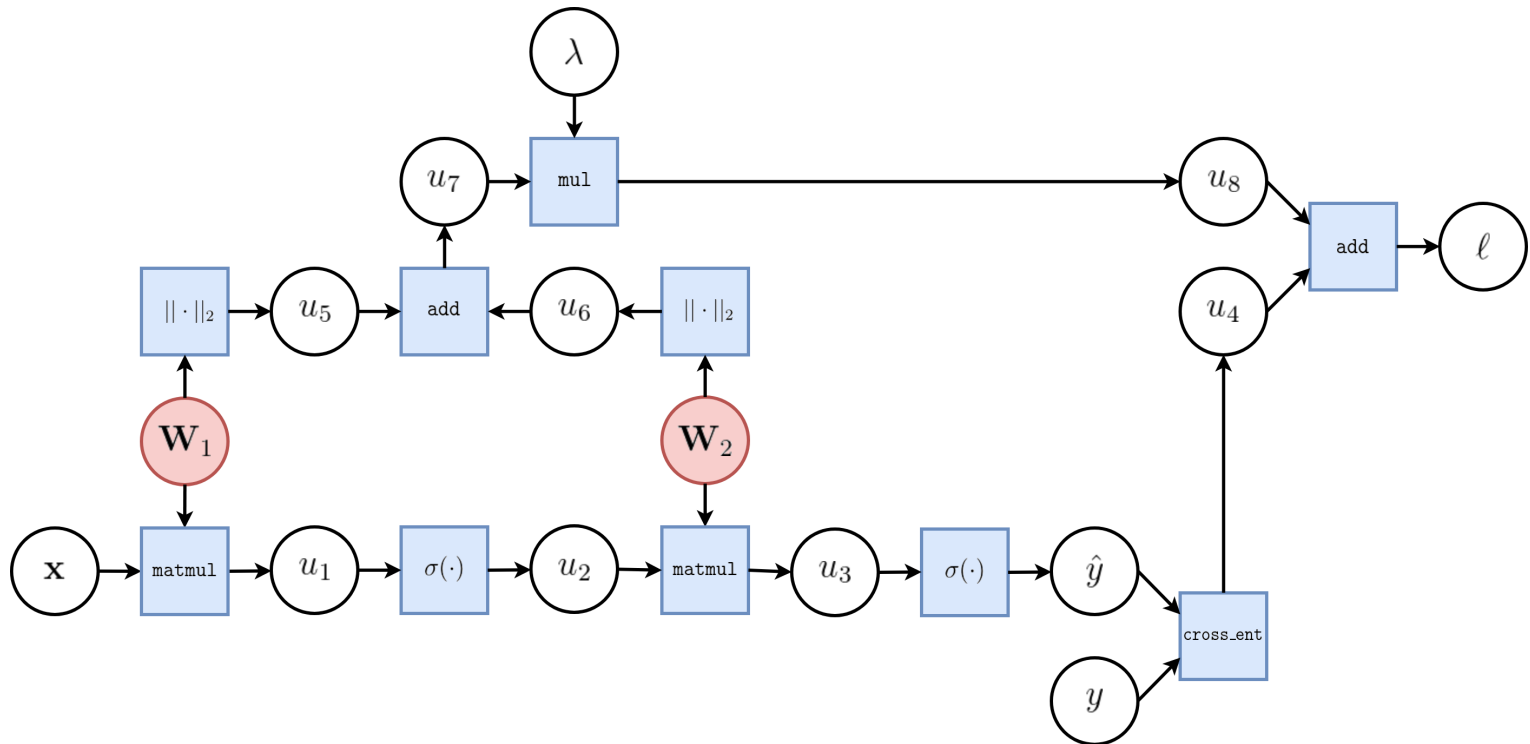 λ
u₇ mul u₈
add ℓ
||·||₂ u₅ add u₆ ||·||₂ u₄
W₁ W₂
x matmul u₁ σ(·) u₂ matmul u₃ σ(·) ŷ
cross_ent
y